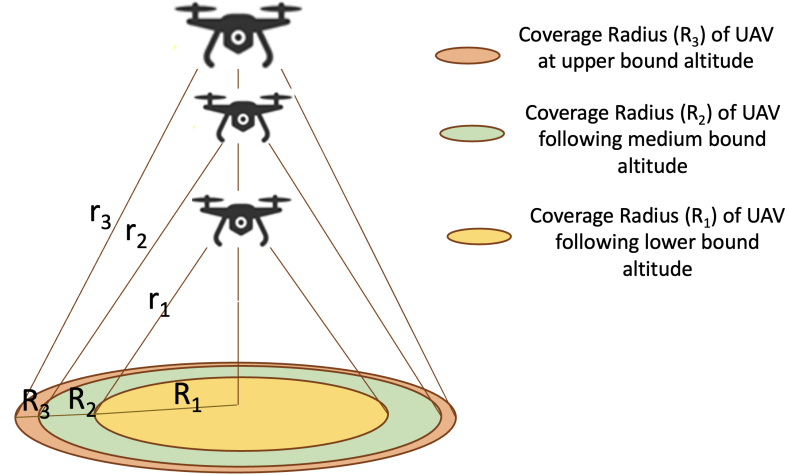 Coverage Radius (R₃) of UAV
at upper bound altitude
Coverage Radius (R₂) of UAV
following medium bound
altitude
Coverage Radius (R₁) of UAV
following lower bound
altitude
r₃
r₂
r₁
R₃ R₂ R₁